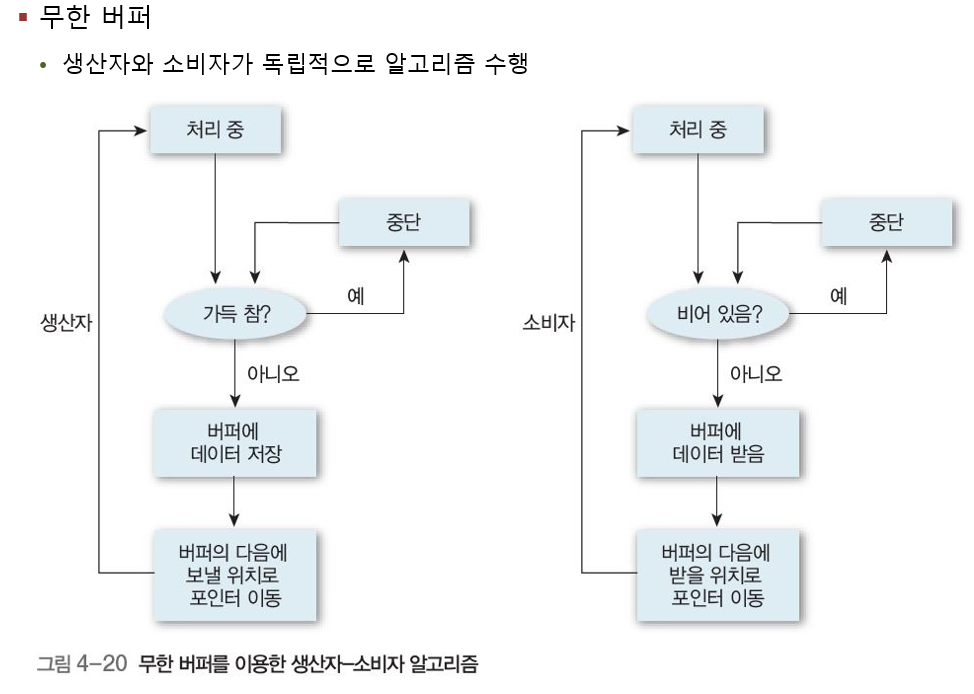 무한 버퍼
생산자와 소비자가 독립적으로 알고리즘 수행
처리 중
중단
예
가득 참?
생산자
아니오
버퍼에
데이터 저장
버퍼의 다음에
보낼 위치로
포인터 이동
처리 중
중단
예
비어 있음?
소비자
아니오
버퍼에
데이터 받음
버퍼의 다음에
받을 위치로
포인터 이동
그림 4-20 무한 버퍼를 이용한 생산자-소비자 알고리즘